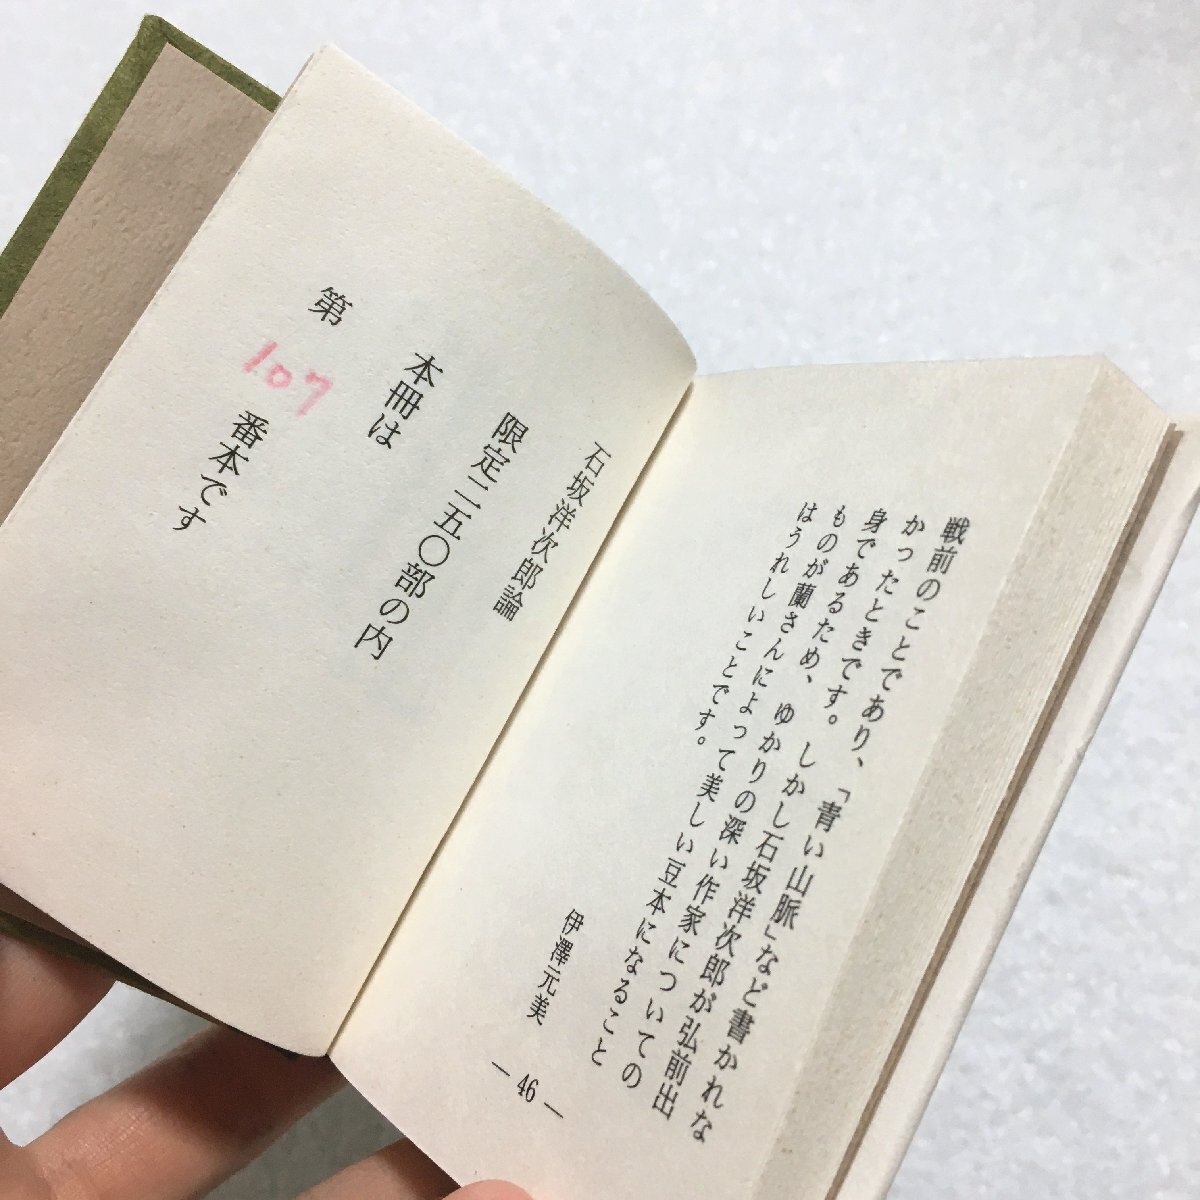 戦前のことであり、「青い山脈」など書かれな
かったときです。しかし石坂洋次郎が弘前出
身であるため、ゆかりの深い作家についての
ものが蘭さんによって美しい豆本になること
はうれしいことです。
伊澤元美
— 46 —
石坂洋次郎論
限定二五〇部の内
本冊は
第 107 番本です